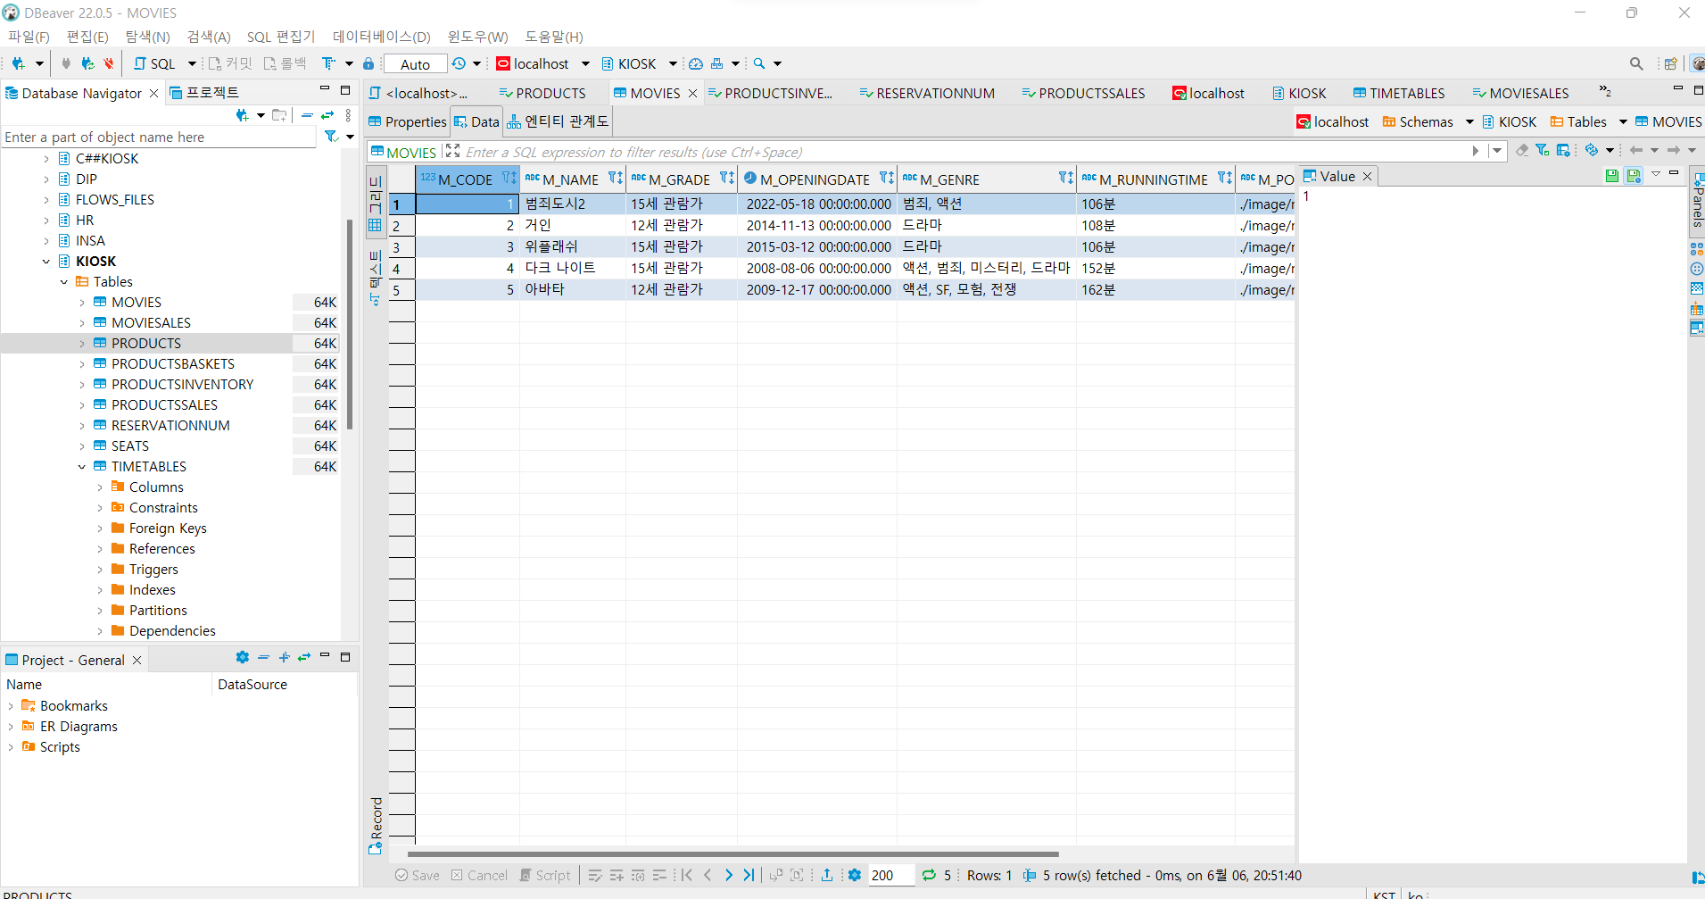 DBeaver 22.0.5 - MOVIES
파일(F) 편집(E) 탐색(N) 검색(A) SQL 편집기 데이터베이스(D) 윈도우(W) 도움말(H)
SQL 커밋 롤백 Auto localhost KIOSK
Database Navigator 프로젝트
Enter a part of object name here
C##KIOSK
DIP
FLOWS_FILES
HR
INSA
KIOSK
Tables
MOVIES 64K
MOVIESALES 64K
PRODUCTS 64K
PRODUCTSBASKETS 64K
PRODUCTSINVENTORY 64K
PRODUCTSSALES 64K
RESERVATIONNUM 64K
SEATS 64K
TIMETABLES 64K
Columns
Constraints
Foreign Keys
References
Triggers
Indexes
Partitions
Dependencies
Project - General
Name DataSource
Bookmarks
ER Diagrams
Scripts
<localhost>... PRODUCTS MOVIES PRODUCTSINVE... RESERVATIONNUM PRODUCTSSALES localhost KIOSK TIMETABLES MOVIESALES »2
Properties Data 엔티티 관계도 localhost Schemas KIOSK Tables MOVIES
MOVIES Enter a SQL expression to filter results (use Ctrl+Space)
그리드
텍스트
Record
123 M_CODE ABC M_NAME ABC M_GRADE M_OPENINGDATE ABC M_GENRE ABC M_RUNNINGTIME ABC M_PO
1 1 범죄도시2 15세 관람가 2022-05-18 00:00:00.000 범죄, 액션 106분 ./image/r
2 2 거인 12세 관람가 2014-11-13 00:00:00.000 드라마 108분 ./image/r
3 3 위플래쉬 15세 관람가 2015-03-12 00:00:00.000 드라마 106분 ./image/r
4 4 다크 나이트 15세 관람가 2008-08-06 00:00:00.000 액션, 범죄, 미스터리, 드라마 152분 ./image/r
5 5 아바타 12세 관람가 2009-12-17 00:00:00.000 액션, SF, 모험, 전쟁 162분 ./image/r
Value
1
Panels
Save Cancel Script 200 5 Rows: 1 5 row(s) fetched - 0ms, on 6월 06, 20:51:40
PRODUCTS KST ko